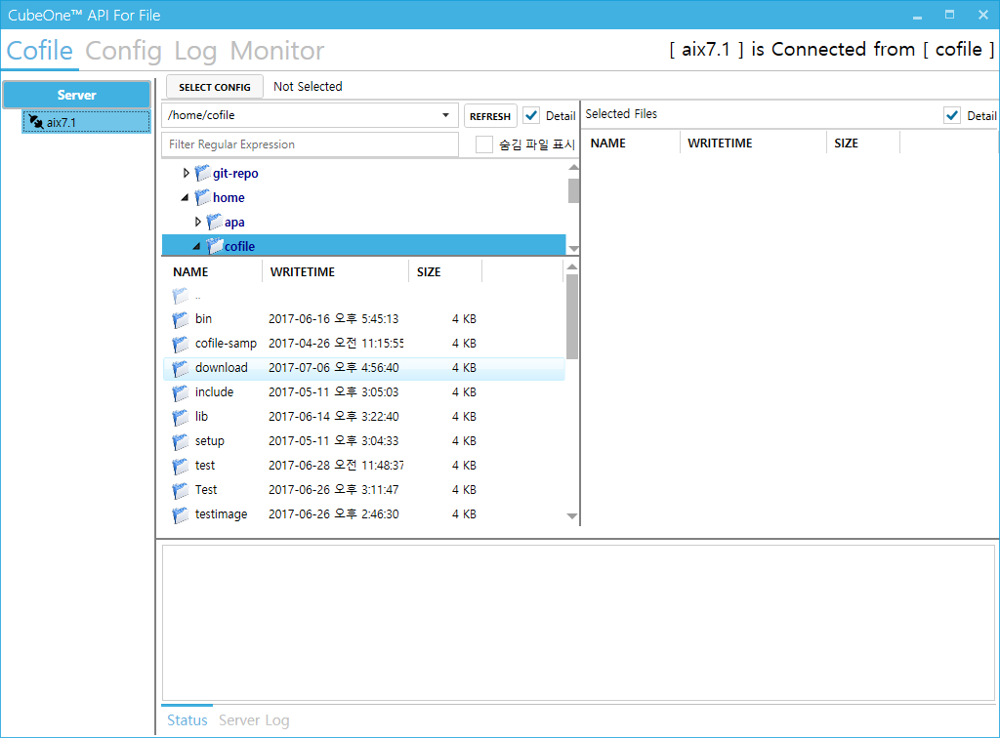 CubeOne™ API For File
Cofile Config Log Monitor
[ aix7.1 ] is Connected from [ cofile ]
Server
aix7.1
SELECT CONFIG Not Selected
/home/cofile REFRESH Detail
Filter Regular Expression 숨김 파일 표시
git-repo
home
apa
cofile
NAME WRITETIME SIZE
..
bin 2017-06-16 오후 5:45:13 4 KB
cofile-samp 2017-04-26 오전 11:15:55 4 KB
download 2017-07-06 오후 4:56:40 4 KB
include 2017-05-11 오후 3:05:03 4 KB
lib 2017-06-14 오후 3:22:40 4 KB
setup 2017-05-11 오후 3:04:33 4 KB
test 2017-06-28 오전 11:48:37 4 KB
Test 2017-06-26 오후 3:11:47 4 KB
testimage 2017-06-26 오후 2:46:30 4 KB
Selected Files Detail
NAME WRITETIME SIZE
Status Server Log